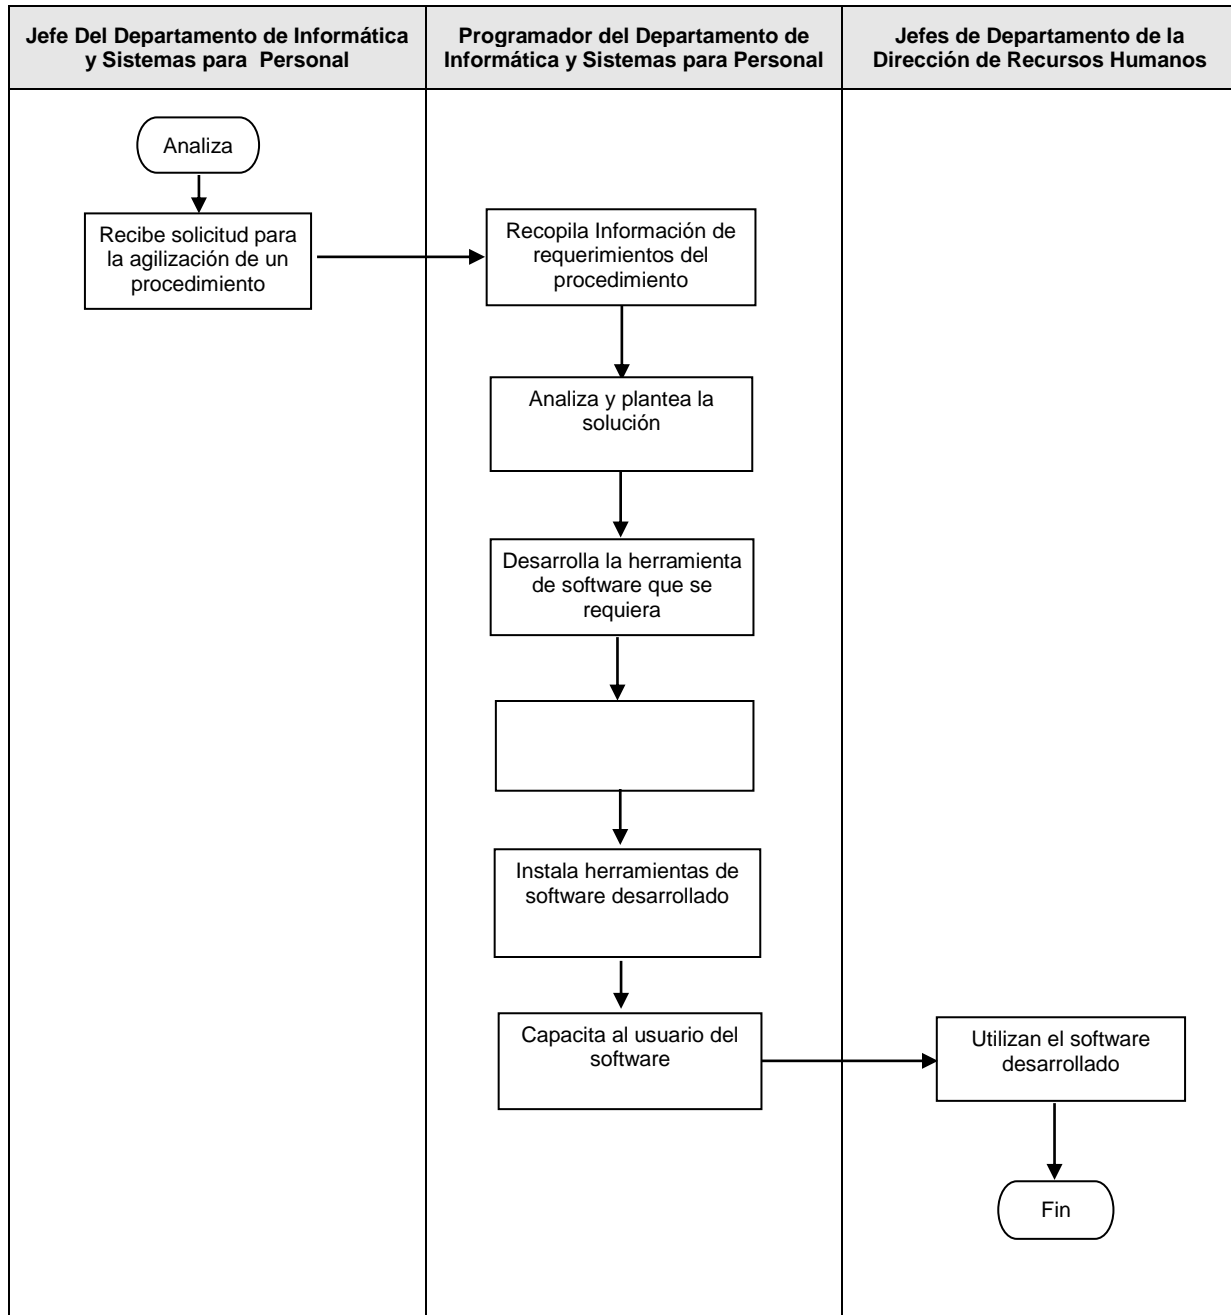 Jefe Del Departamento de Informática
y Sistemas para Personal
Programador del Departamento de
Informática y Sistemas para Personal
Jefes de Departamento de la
Dirección de Recursos Humanos
Analiza
Recibe solicitud para
la agilización de un
procedimiento
Recopila Información de
requerimientos del
procedimiento
Analiza y plantea la
solución
Desarrolla la herramienta
de software que se
requiera
Instala herramientas de
software desarrollado
Capacita al usuario del
software
Utilizan el software
desarrollado
Fin